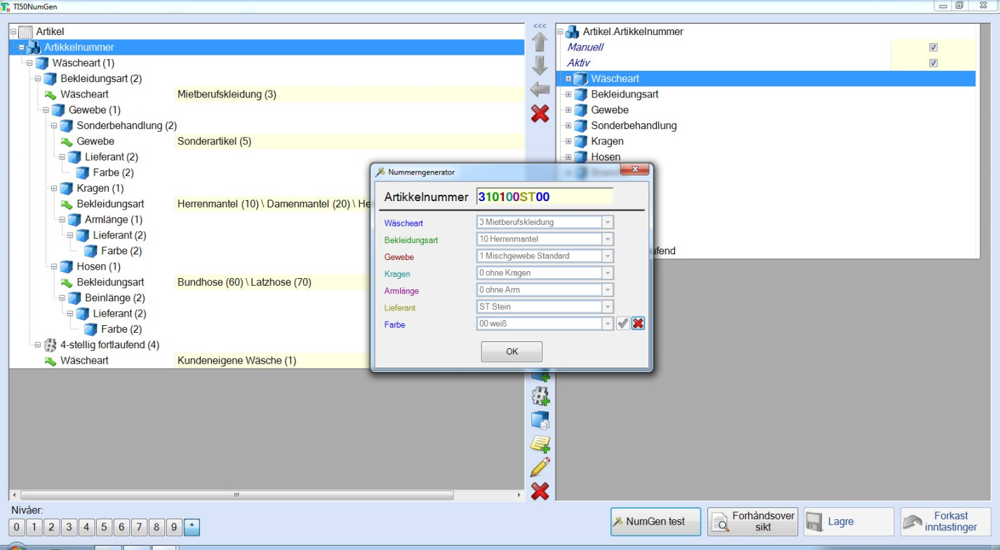 TI50NumGen
Artikel
Artikkelnummer
Wäscheart (1)
Bekleidungsart (2)
Wäscheart Mietberufskleidung (3)
Gewebe (1)
Sonderbehandlung (2)
Gewebe Sonderartikel (5)
Lieferant (2)
Farbe (2)
Kragen (1)
Bekleidungsart Herrenmantel (10) \ Damenmantel (20) \ He
Armlänge (1)
Lieferant (2)
Farbe (2)
Hosen (1)
Bekleidungsart Bundhose (60) \ Latzhose (70)
Beinlänge (2)
Lieferant (2)
Farbe (2)
4-stellig fortlaufend (4)
Wäscheart Kundeneigene Wäsche (1)
<<<
Artikel.Artikkelnummer
Manuell
Aktiv
Wäscheart
Bekleidungsart
Gewebe
Sonderbehandlung
Kragen
Hosen
ufend
Nummerngenerator
Artikkelnummer 310100ST00
Wäscheart 3 Mietberufskleidung
Bekleidungsart 10 Herrenmantel
Gewebe 1 Mischgewebe Standard
Kragen 0 ohne Kragen
Armlänge 0 ohne Arm
Lieferant ST Stein
Farbe 00 weiß
OK
Nivåer:
0 1 2 3 4 5 6 7 8 9 *
NumGen test
Forhåndsover
sikt
Lagre
Forkast
inntastinger